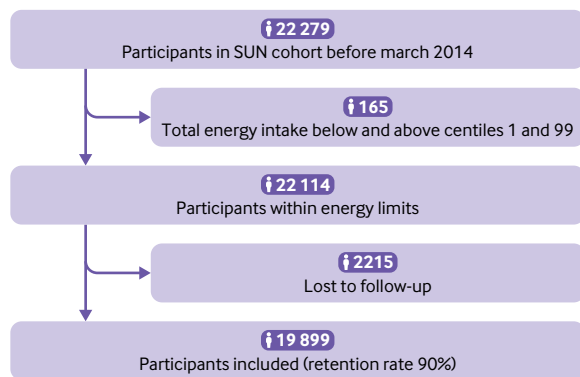 22 279
Participants in SUN cohort before march 2014
165
Total energy intake below and above centiles 1 and 99
22 114
Participants within energy limits
2215
Lost to follow-up
19 899
Participants included (retention rate 90%)